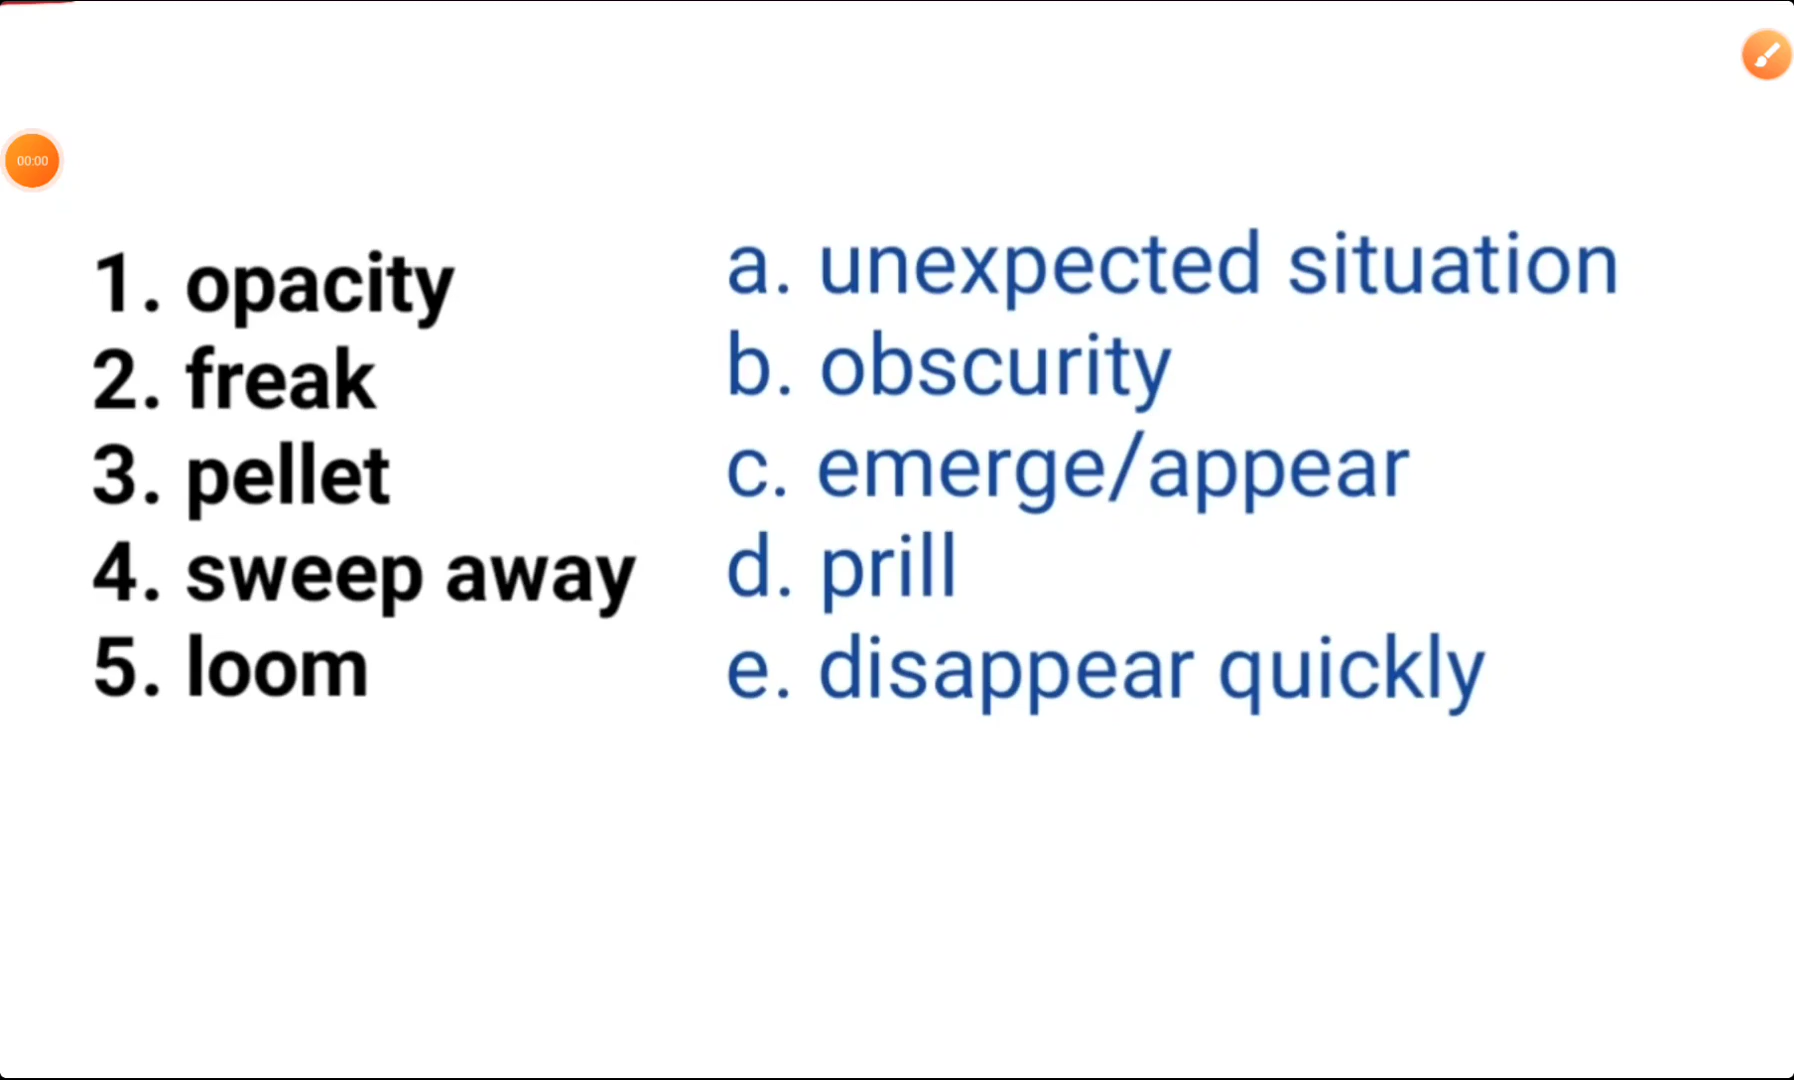 00:00
1. opacity
2. freak
3. pellet
4. sweep away
5. loom
a. unexpected situation
b. obscurity
c. emerge/appear
d. prill
e. disappear quickly